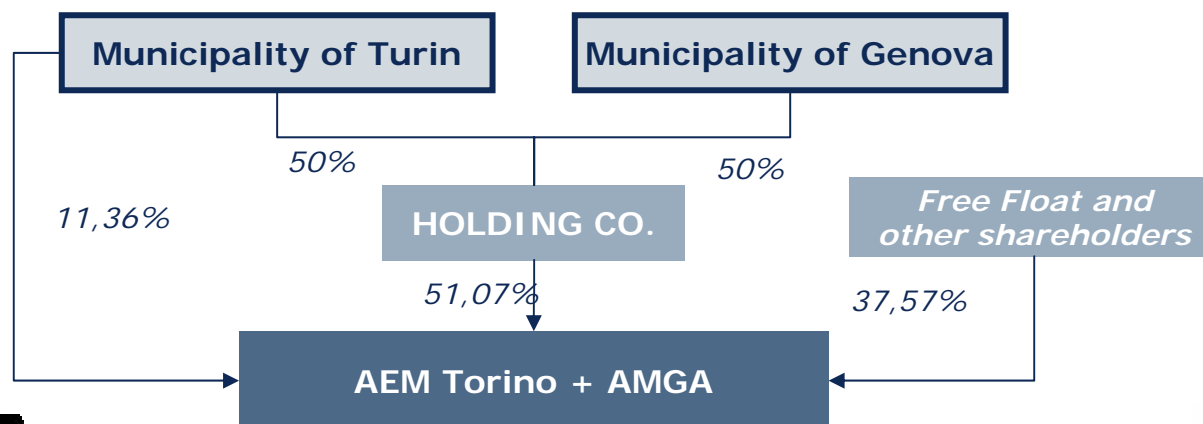 Municipality of Turin
Municipality of Genova
50%
50%
11,36%
HOLDING CO.
Free Float and
other shareholders
51,07%
37,57%
AEM Torino + AMGA